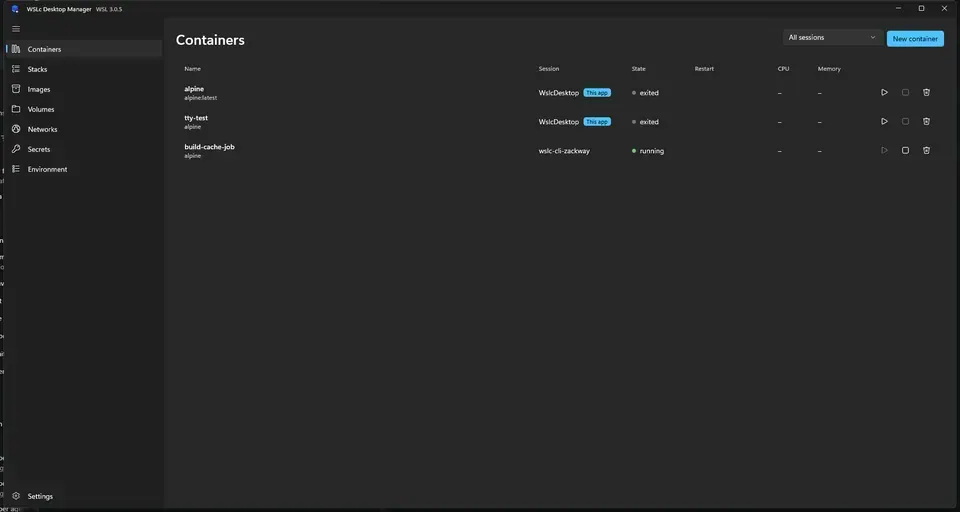 WSLc Desktop Manager WSL 3.0.5
Containers
Stacks
Images
Volumes
Networks
Secrets
Environment
Settings
Containers
All sessions
New container
Name Session State Restart CPU Memory
alpine WslcDesktop This app exited – –
alpine:latest
tty-test WslcDesktop This app exited – –
alpine
build-cache-job wslc-cli-zackway running – –
alpine